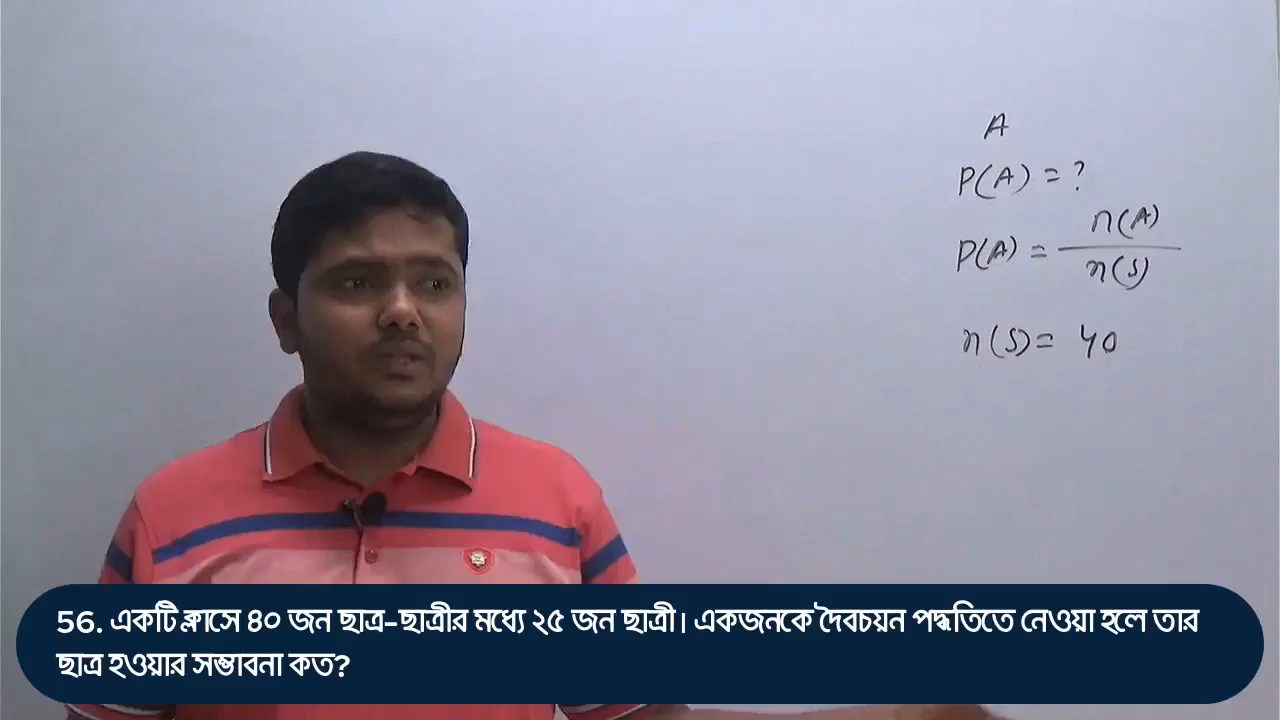 A
P(A) = ?
P(A) = n(A) / n(S)
n(S) = 40
56. একটি ক্লাসে ৪০ জন ছাত্র-ছাত্রীর মধ্যে ২৫ জন ছাত্রী। একজনকে দৈবচয়ন পদ্ধতিতে নেওয়া হলে তার
ছাত্র হওয়ার সম্ভাবনা কত?